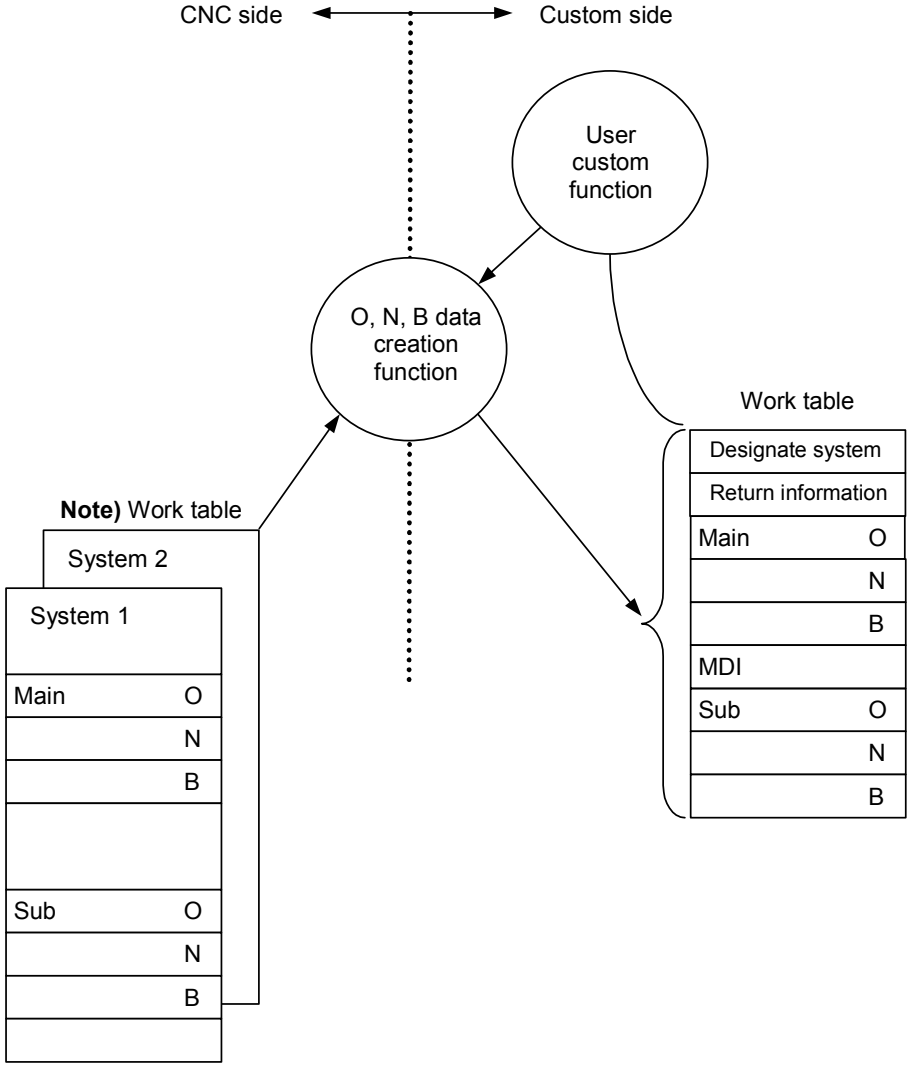 CNC side
Custom side
User
custom
function
O, N, B data
creation
function
Work table
Designate system
Return information
Main O
N
B
MDI
Sub O
N
B
Note) Work table
System 2
System 1
Main O
N
B
Sub O
N
B